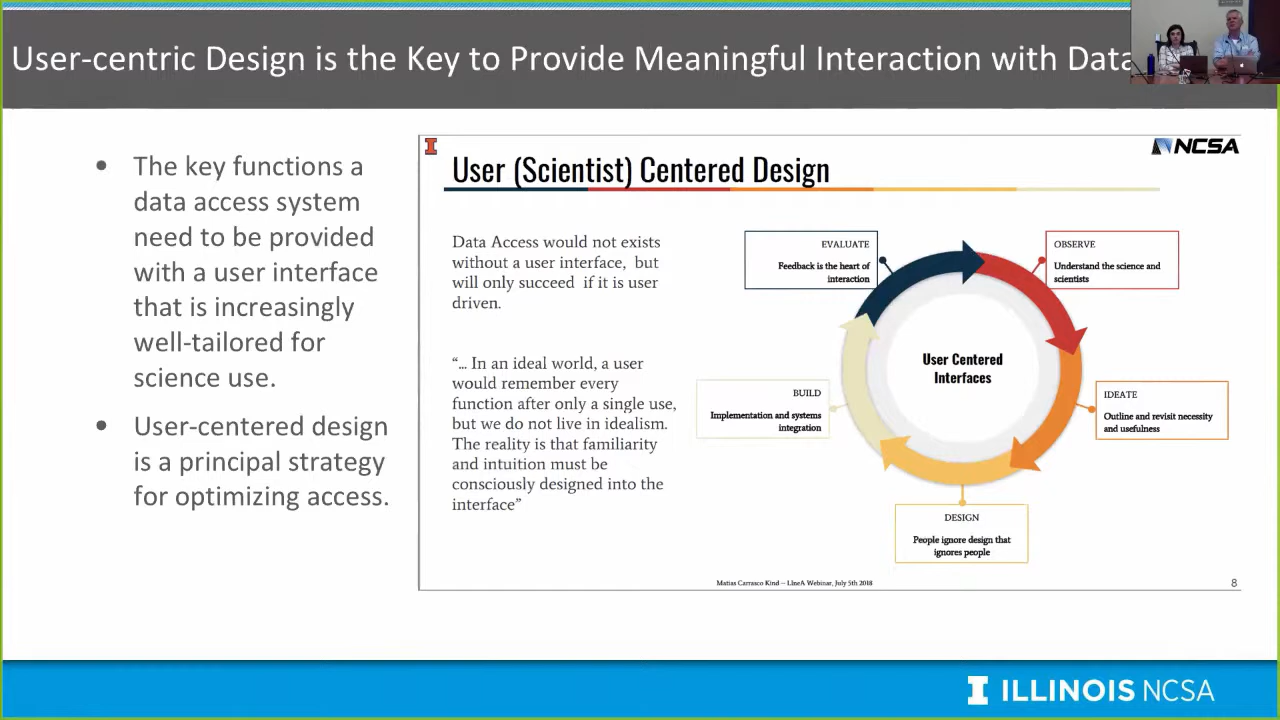 User-centric Design is the Key to Provide Meaningful Interaction with Data
• The key functions a
data access system
need to be provided
with a user interface
that is increasingly
well-tailored for
science use.
• User-centered design
is a principal strategy
for optimizing access.
I
NCSA
User (Scientist) Centered Design
Data Access would not exists
without a user interface, but
will only succeed if it is user
driven.
“... In an ideal world, a user
would remember every
function after only a single use,
but we do not live in idealism.
The reality is that familiarity
and intuition must be
consciously designed into the
interface”
EVALUATE
Feedback is the heart of
interaction
OBSERVE
Understand the science and
scientists
User Centered
Interfaces
BUILD
Implementation and systems
integration
IDEATE
Outline and revisit necessity
and usefulness
DESIGN
People ignore design that
ignores people
Matias Carrasco Kind -- LIneA Webinar, July 5th 2018
8
I ILLINOIS NCSA